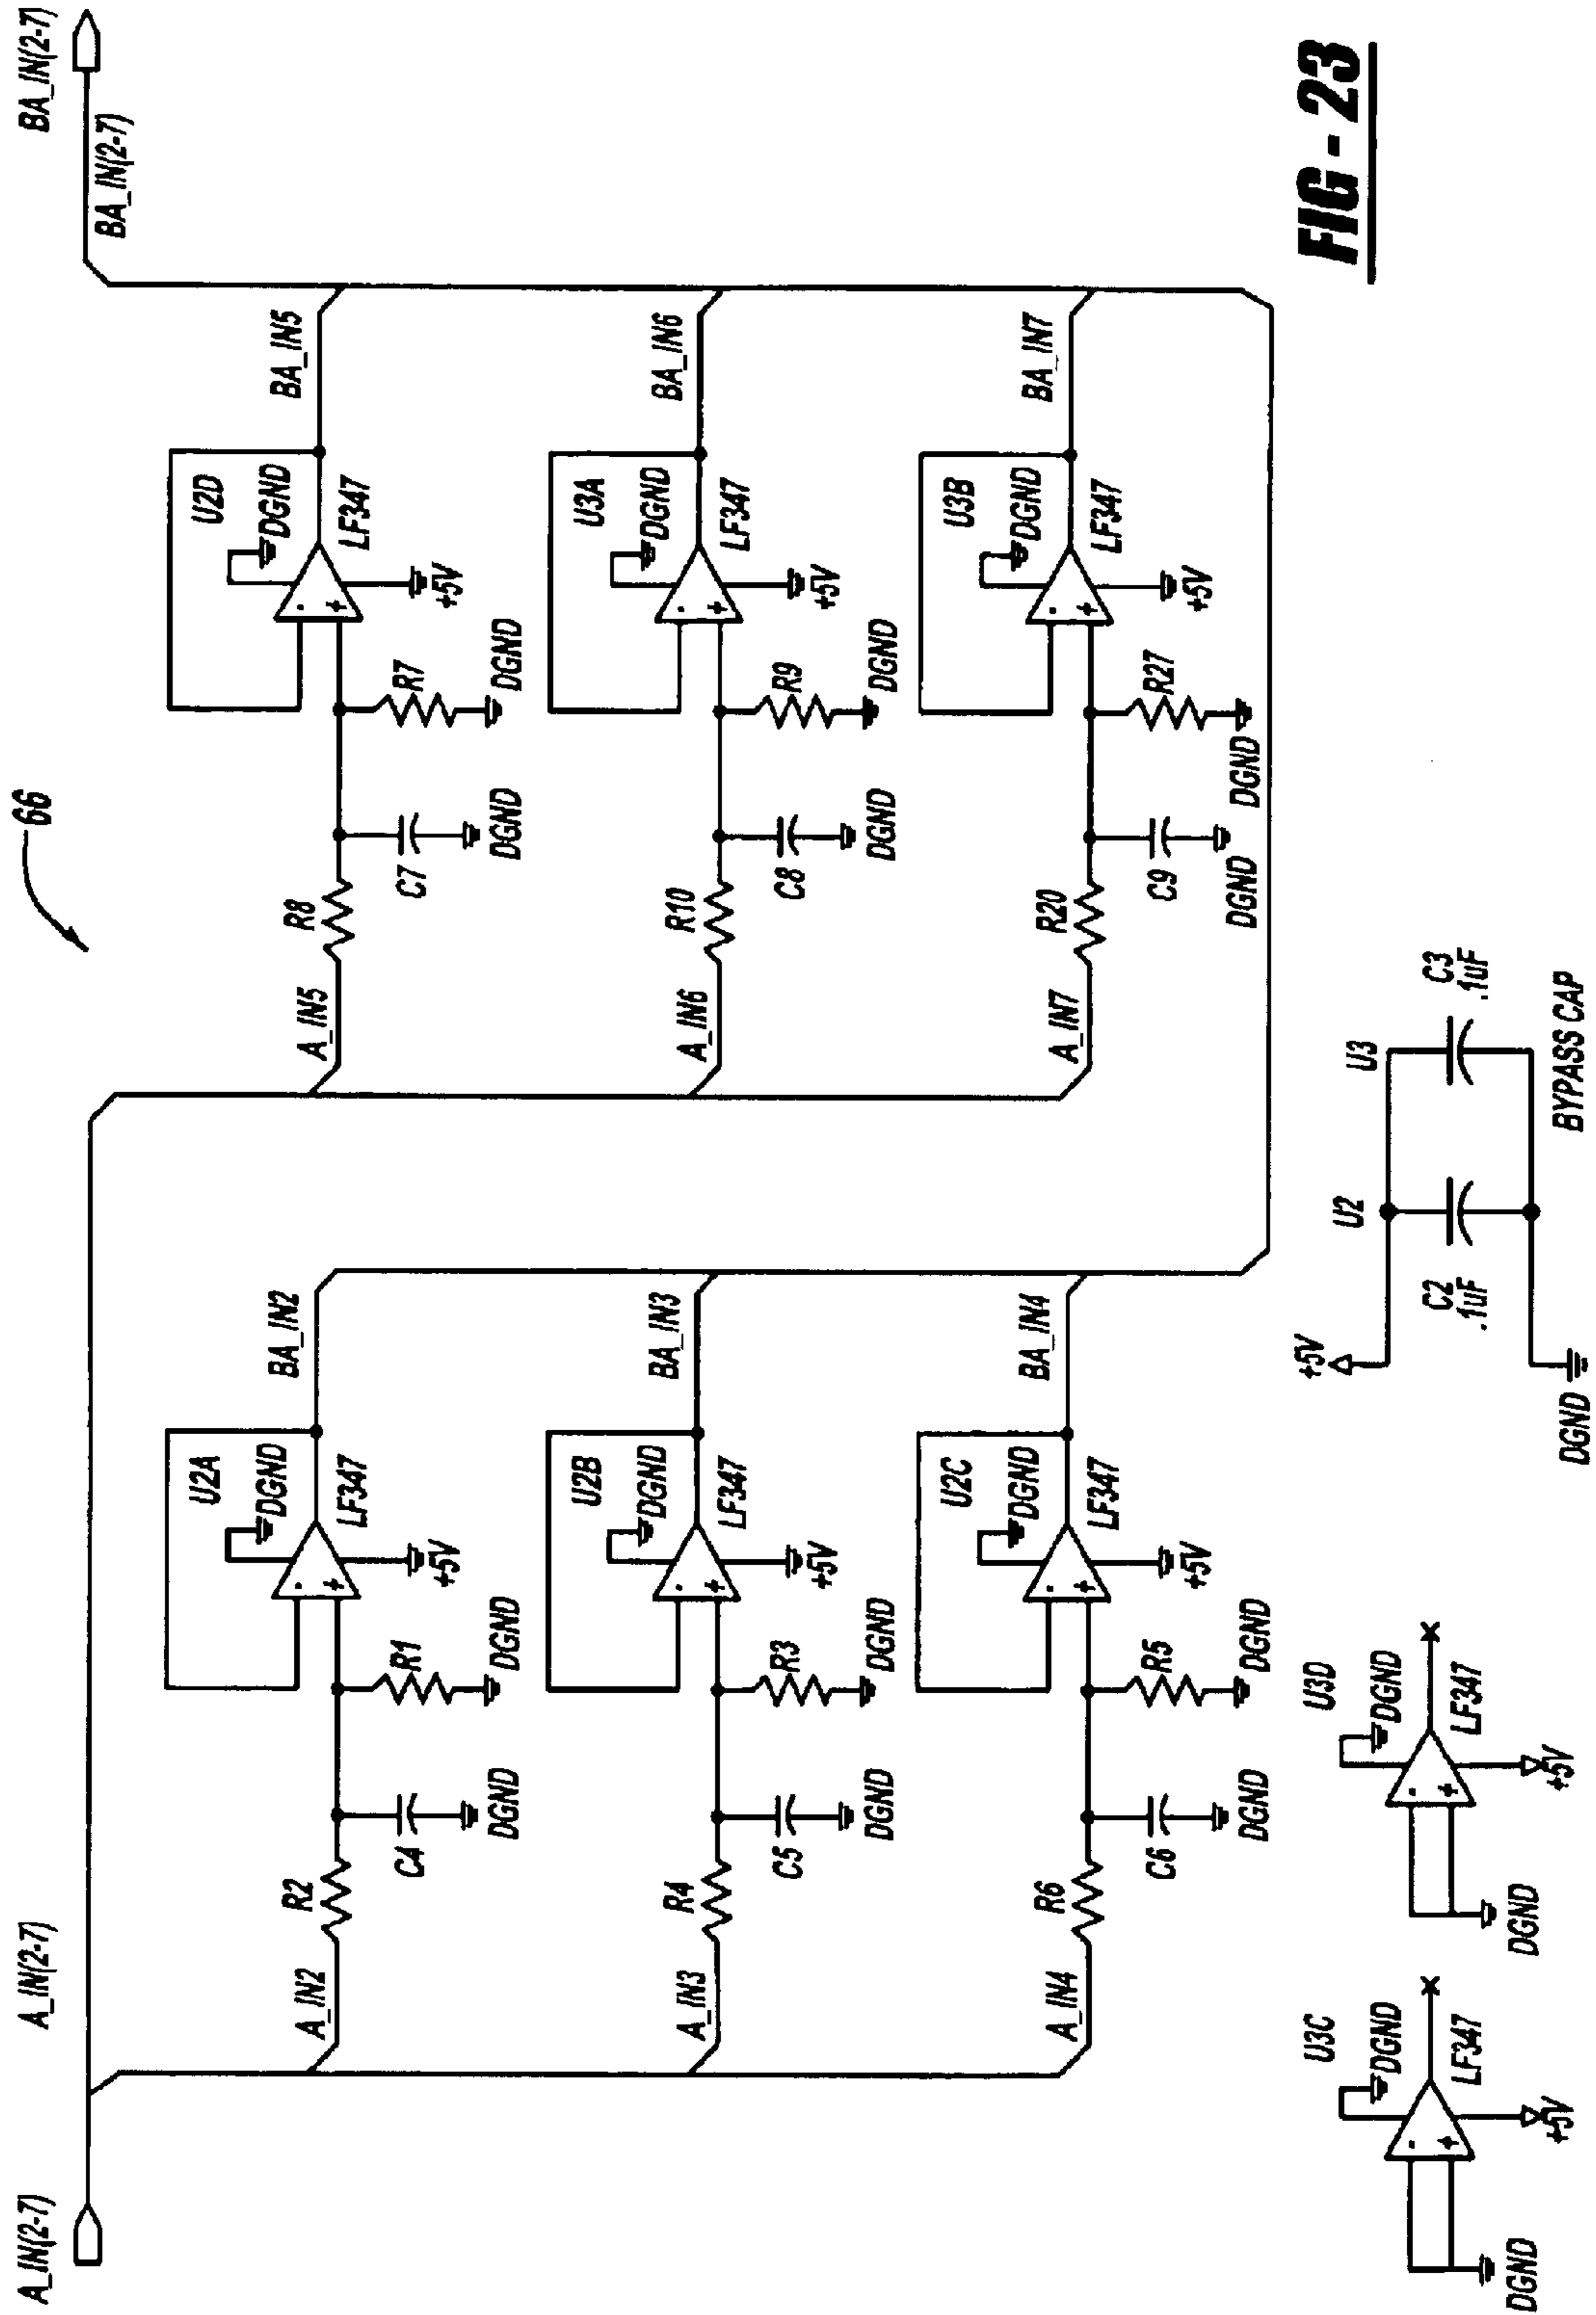 66
A_IN(2-7)
A_IN(2-7)
BA_IN(2-7)
BA_IN(2-7)
A_IN2
R2
C4
DGND
R1
DGND
U2A
DGND
LF347
+5V
BA_IN2
A_IN3
R4
C5
DGND
R3
DGND
U2B
DGND
LF347
+5V
BA_IN3
A_IN4
R6
C6
DGND
R5
DGND
U2C
DGND
LF347
+5V
BA_IN4
A_IN5
R8
C7
DGND
R7
DGND
U2D
DGND
LF347
+5V
BA_IN5
A_IN6
R10
C8
DGND
R9
DGND
U3A
DGND
LF347
+5V
BA_IN6
A_IN7
R20
C9
DGND
R27
DGND
U3B
DGND
LF347
+5V
BA_IN7
U3C
DGND
LF347
+5V
DGND
U3D
DGND
LF347
+5V
DGND
+5V
U2
U3
C2
.1uF
C3
.1uF
DGND
BYPASS CAP
FIG - 23
- +
- +
- +
- +
- +
- +
- +
- +